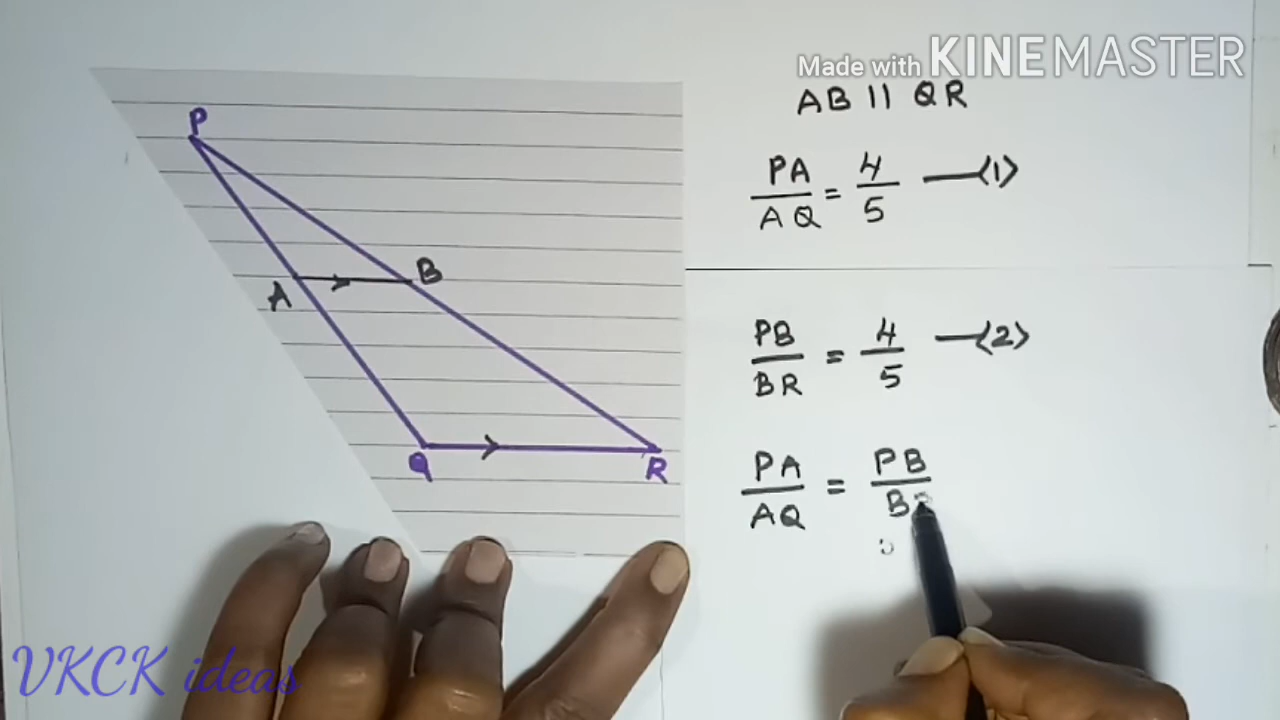 Made with KINEMASTER
P
A
B
Q
R
AB || QR
PA/AQ = 4/5 —(1)
PB/BR = 4/5 —(2)
PA/AQ = PB/B
VKCK ideas